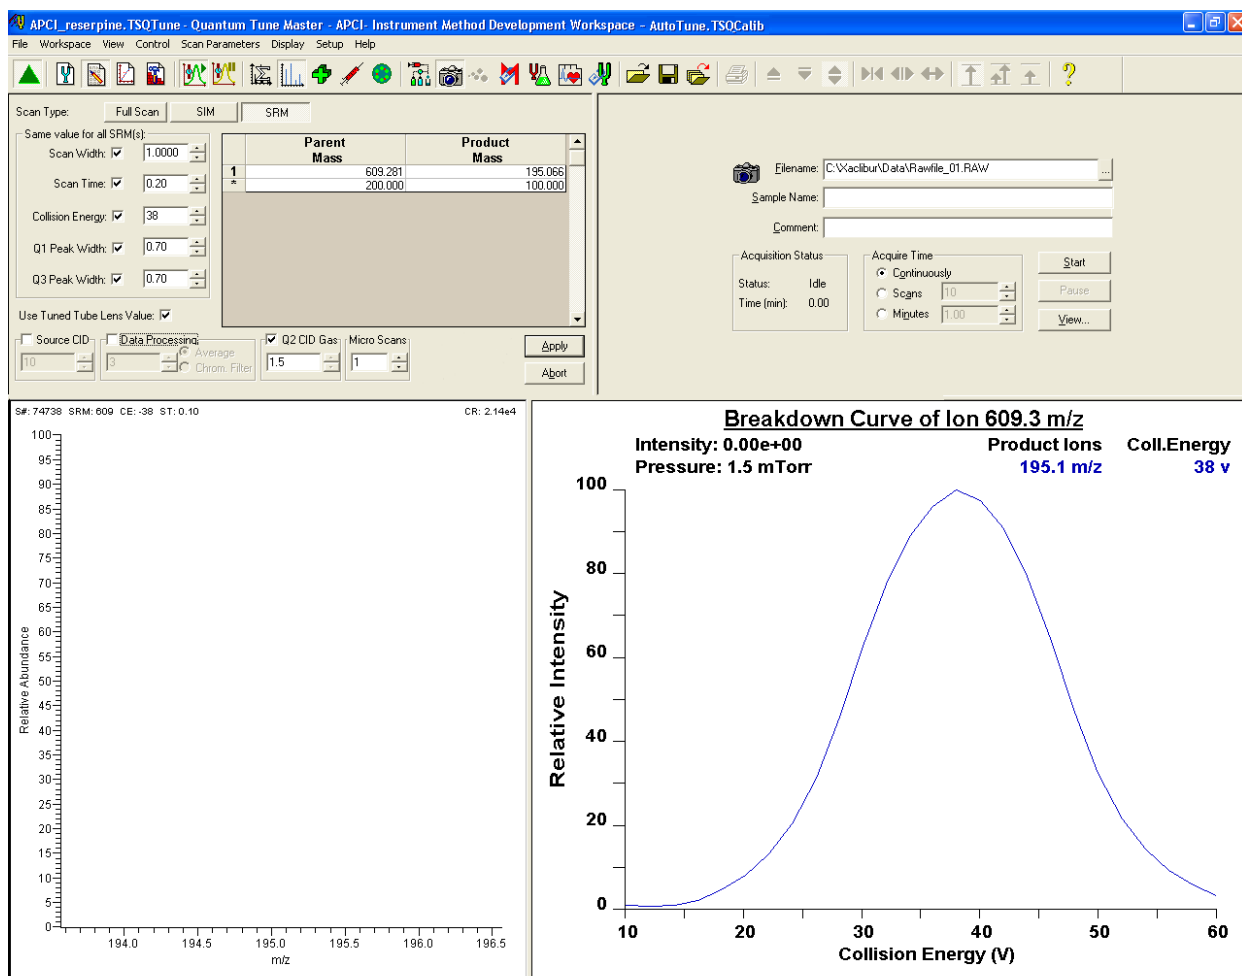 APCI_reserpine.TSQTune - Quantum Tune Master - APCI- Instrument Method Development Workspace - AutoTune.TSQCalib
File Workspace View Control Scan Parameters Display Setup Help
Scan Type: Full Scan SIM SRM
Same value for all SRM(s):
Scan Width: 1.0000
Scan Time: 0.20
Collision Energy: 38
Q1 Peak Width: 0.70
Q3 Peak Width: 0.70
Use Tuned Tube Lens Value:
Parent Mass Product Mass
1 609.281 195.066
* 200.000 100.000
Source CID
10
Data Processing
3
Average
Chrom. Filter
Q2 CID Gas
1.5
Micro Scans
1
Apply
Abort
Filename: C:\Xcalibur\Data\Rawfile_01.RAW ...
Sample Name:
Comment:
Acquisition Status
Status: Idle
Time (min): 0.00
Acquire Time
Continuously
Scans 10
Minutes 1.00
Start
Pause
View...
S#: 74738 SRM: 609 CE: -38 ST: 0.10 CR: 2.14e4
100
95
90
85
80
75
70
65
60
55
50
45
40
35
30
25
20
15
10
5
0
Relative Abundance
194.0 194.5 195.0 195.5 196.0 196.5
m/z
Breakdown Curve of Ion 609.3 m/z
Intensity: 0.00e+00 Product Ions Coll.Energy
Pressure: 1.5 mTorr 195.1 m/z 38 v
100
80
60
40
20
0
Relative Intensity
10 20 30 40 50 60
Collision Energy (V)